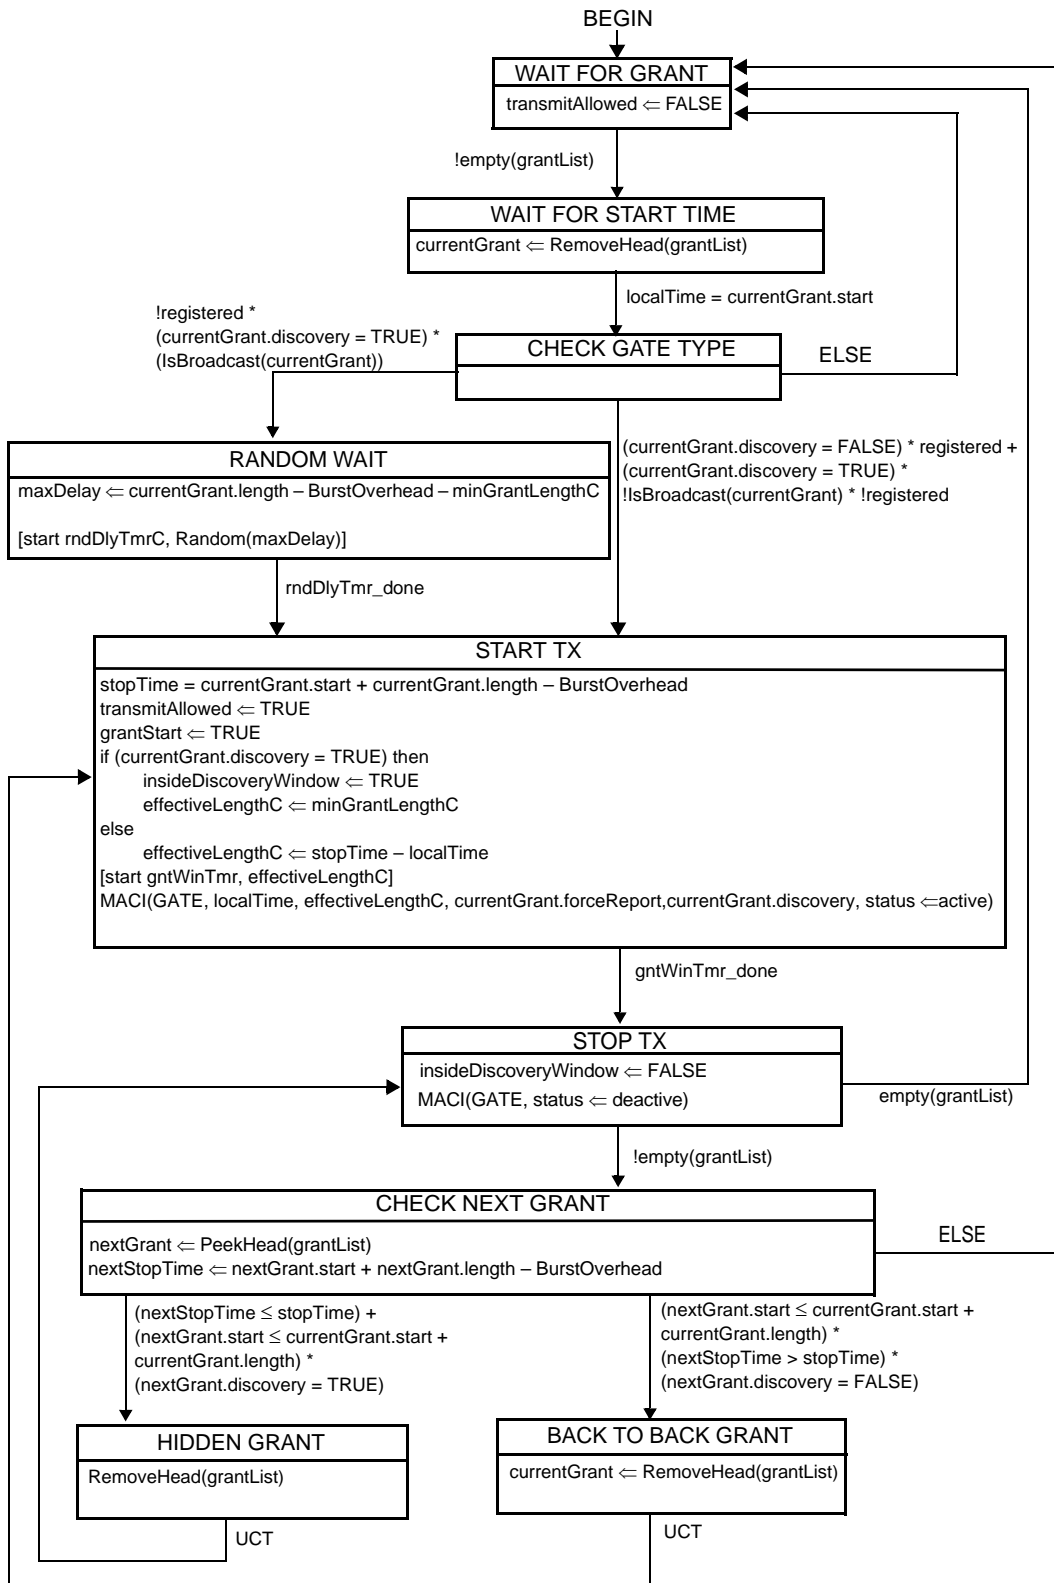 BEGIN
WAIT FOR GRANT
transmitAllowed ⇐ FALSE
!empty(grantList)
WAIT FOR START TIME
currentGrant ⇐ RemoveHead(grantList)
localTime = currentGrant.start
!registered *
(currentGrant.discovery = TRUE) *
(IsBroadcast(currentGrant))
CHECK GATE TYPE
ELSE
(currentGrant.discovery = FALSE) * registered +
(currentGrant.discovery = TRUE) *
!IsBroadcast(currentGrant) * !registered
RANDOM WAIT
maxDelay ⇐ currentGrant.length – BurstOverhead – minGrantLengthC
[start rndDlyTmrC, Random(maxDelay)]
rndDlyTmr_done
START TX
stopTime = currentGrant.start + currentGrant.length – BurstOverhead
transmitAllowed ⇐ TRUE
grantStart ⇐ TRUE
if (currentGrant.discovery = TRUE) then
insideDiscoveryWindow ⇐ TRUE
effectiveLengthC ⇐ minGrantLengthC
else
effectiveLengthC ⇐ stopTime – localTime
[start gntWinTmr, effectiveLengthC]
MACI(GATE, localTime, effectiveLengthC, currentGrant.forceReport,currentGrant.discovery, status ⇐active)
gntWinTmr_done
STOP TX
insideDiscoveryWindow ⇐ FALSE
MACI(GATE, status ⇐ deactive)
empty(grantList)
!empty(grantList)
CHECK NEXT GRANT
nextGrant ⇐ PeekHead(grantList)
nextStopTime ⇐ nextGrant.start + nextGrant.length – BurstOverhead
ELSE
(nextStopTime ≤ stopTime) +
(nextGrant.start ≤ currentGrant.start +
currentGrant.length) *
(nextGrant.discovery = TRUE)
(nextGrant.start ≤ currentGrant.start +
currentGrant.length) *
(nextStopTime > stopTime) *
(nextGrant.discovery = FALSE)
HIDDEN GRANT
RemoveHead(grantList)
UCT
BACK TO BACK GRANT
currentGrant ⇐ RemoveHead(grantList)
UCT